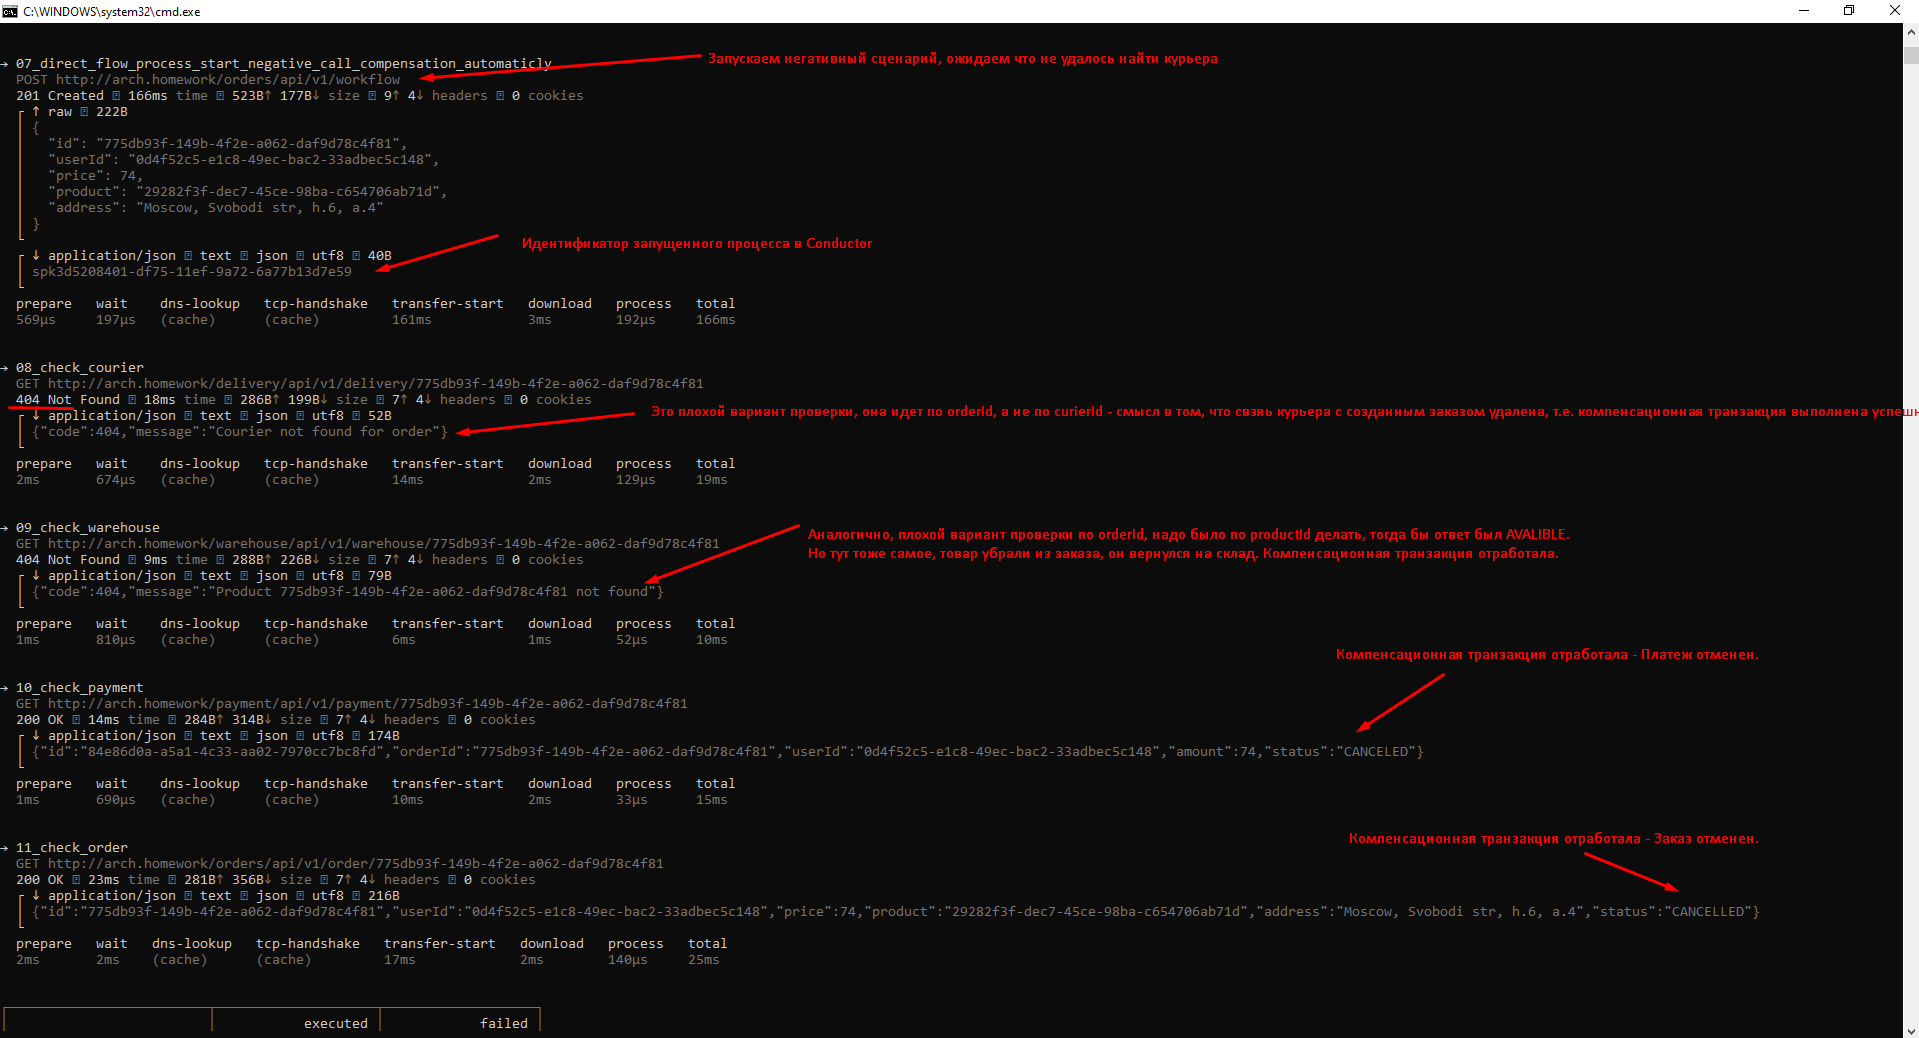 C:\WINDOWS\system32\cmd.exe
→ 07_direct_flow_process_start_negative_call_compensation_automaticly
Запускаем негативный сценарий, ожидаем что не удалось найти курьера
POST http://arch.homework/orders/api/v1/workflow
201 Created ⍰ 166ms time ⍰ 523B↑ 177B↓ size ⍰ 9↑ 4↓ headers ⍰ 0 cookies
┌ ↑ raw ⍰ 222B
│ {
│   "id": "775db93f-149b-4f2e-a062-daf9d78c4f81",
│   "userId": "0d4f52c5-e1c8-49ec-bac2-33adbec5c148",
│   "price": 74,
│   "product": "29282f3f-dec7-45ce-98ba-c654706ab71d",
│   "address": "Moscow, Svobodi str, h.6, a.4"
│ }
└
Идентификатор запущенного процесса в Conductor
┌ ↓ application/json ⍰ text ⍰ json ⍰ utf8 ⍰ 40B
│ spk3d5208401-df75-11ef-9a72-6a77b13d7e59
└
prepare wait dns-lookup tcp-handshake transfer-start download process total
569µs 197µs (cache) (cache) 161ms 3ms 192µs 166ms
→ 08_check_courier
GET http://arch.homework/delivery/api/v1/delivery/775db93f-149b-4f2e-a062-daf9d78c4f81
404 Not Found ⍰ 18ms time ⍰ 286B↑ 199B↓ size ⍰ 7↑ 4↓ headers ⍰ 0 cookies
Это плохой вариант проверки, она идет по orderId, а не по curierId - смысл в том, что свзяь курьера с созданным заказом удалена, т.е. компенсационная транзакция выполнена успешн
┌ ↓ application/json ⍰ text ⍰ json ⍰ utf8 ⍰ 52B
│ {"code":404,"message":"Courier not found for order"}
└
prepare wait dns-lookup tcp-handshake transfer-start download process total
2ms 674µs (cache) (cache) 14ms 2ms 129µs 19ms
→ 09_check_warehouse
Аналогично, плохой вариант проверки по orderId, надо было по productId делать, тогда бы ответ был AVALIBLE.
Но тут тоже самое, товар убрали из заказа, он вернулся на склад. Компенсационная транзакция отработала.
GET http://arch.homework/warehouse/api/v1/warehouse/775db93f-149b-4f2e-a062-daf9d78c4f81
404 Not Found ⍰ 9ms time ⍰ 288B↑ 226B↓ size ⍰ 7↑ 4↓ headers ⍰ 0 cookies
┌ ↓ application/json ⍰ text ⍰ json ⍰ utf8 ⍰ 79B
│ {"code":404,"message":"Product 775db93f-149b-4f2e-a062-daf9d78c4f81 not found"}
└
prepare wait dns-lookup tcp-handshake transfer-start download process total
1ms 810µs (cache) (cache) 6ms 1ms 52µs 10ms
Компенсационная транзакция отработала - Платеж отменен.
→ 10_check_payment
GET http://arch.homework/payment/api/v1/payment/775db93f-149b-4f2e-a062-daf9d78c4f81
200 OK ⍰ 14ms time ⍰ 284B↑ 314B↓ size ⍰ 7↑ 4↓ headers ⍰ 0 cookies
┌ ↓ application/json ⍰ text ⍰ json ⍰ utf8 ⍰ 174B
│ {"id":"84e86d0a-a5a1-4c33-aa02-7970cc7bc8fd","orderId":"775db93f-149b-4f2e-a062-daf9d78c4f81","userId":"0d4f52c5-e1c8-49ec-bac2-33adbec5c148","amount":74,"status":"CANCELED"}
└
prepare wait dns-lookup tcp-handshake transfer-start download process total
1ms 690µs (cache) (cache) 10ms 2ms 33µs 15ms
Компенсационная транзакция отработала - Заказ отменен.
→ 11_check_order
GET http://arch.homework/orders/api/v1/order/775db93f-149b-4f2e-a062-daf9d78c4f81
200 OK ⍰ 23ms time ⍰ 281B↑ 356B↓ size ⍰ 7↑ 4↓ headers ⍰ 0 cookies
┌ ↓ application/json ⍰ text ⍰ json ⍰ utf8 ⍰ 216B
│ {"id":"775db93f-149b-4f2e-a062-daf9d78c4f81","userId":"0d4f52c5-e1c8-49ec-bac2-33adbec5c148","price":74,"product":"29282f3f-dec7-45ce-98ba-c654706ab71d","address":"Moscow, Svobodi str, h.6, a.4","status":"CANCELLED"}
└
prepare wait dns-lookup tcp-handshake transfer-start download process total
2ms 2ms (cache) (cache) 17ms 2ms 140µs 25ms
executed failed